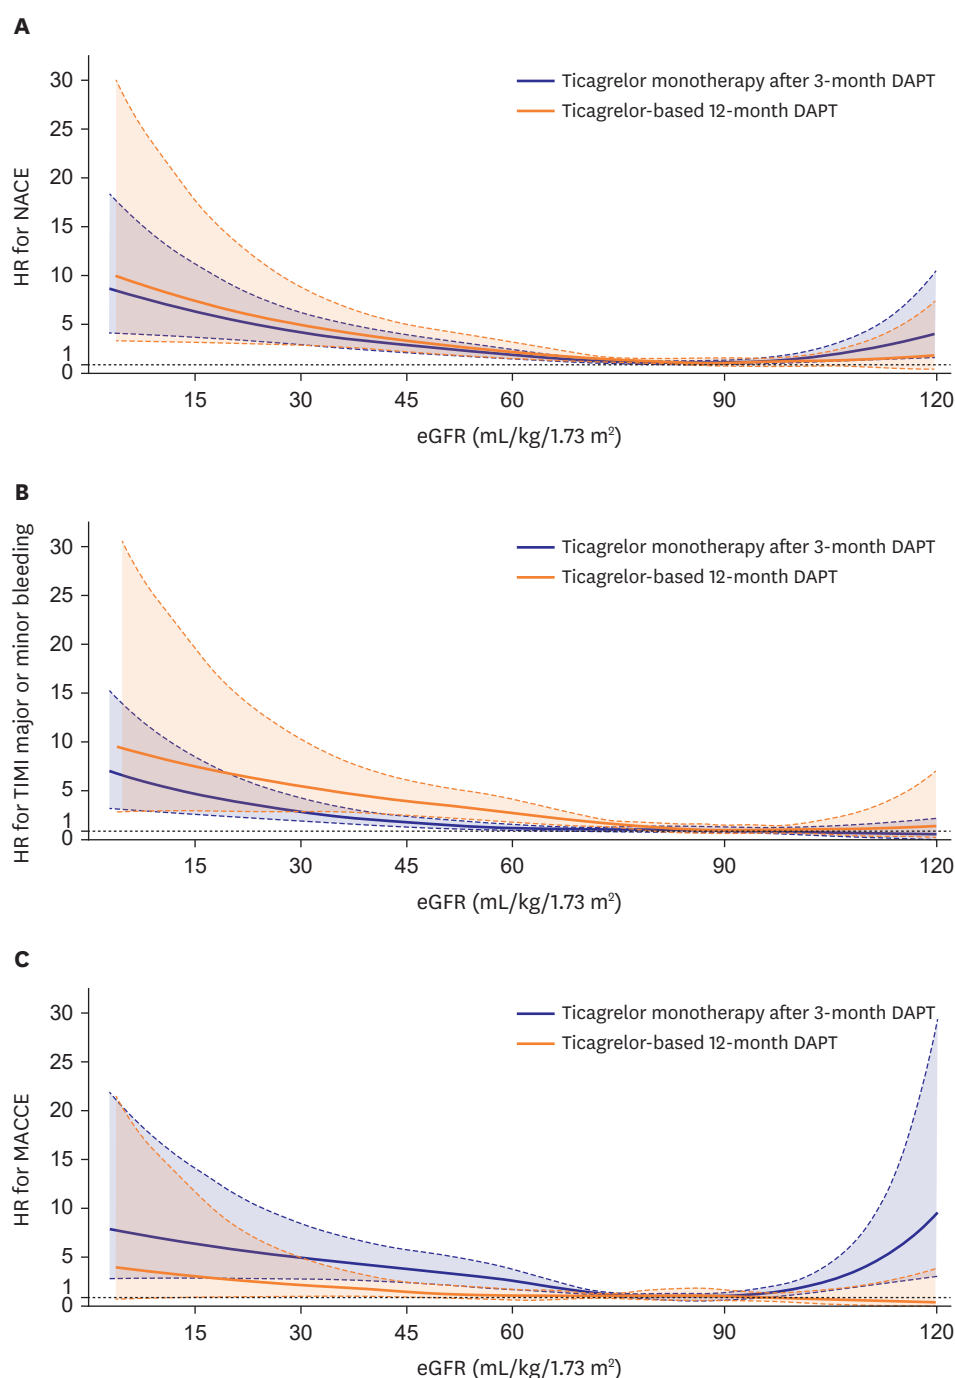 A
HR for NACE
30
25
20
15
10
5
1
0
Ticagrelor monotherapy after 3-month DAPT
Ticagrelor-based 12-month DAPT
15 30 45 60 90 120
eGFR (mL/kg/1.73 m²)
B
HR for TIMI major or minor bleeding
30
25
20
15
10
5
1
0
Ticagrelor monotherapy after 3-month DAPT
Ticagrelor-based 12-month DAPT
15 30 45 60 90 120
eGFR (mL/kg/1.73 m²)
C
HR for MACCE
30
25
20
15
10
5
1
0
Ticagrelor monotherapy after 3-month DAPT
Ticagrelor-based 12-month DAPT
15 30 45 60 90 120
eGFR (mL/kg/1.73 m²)